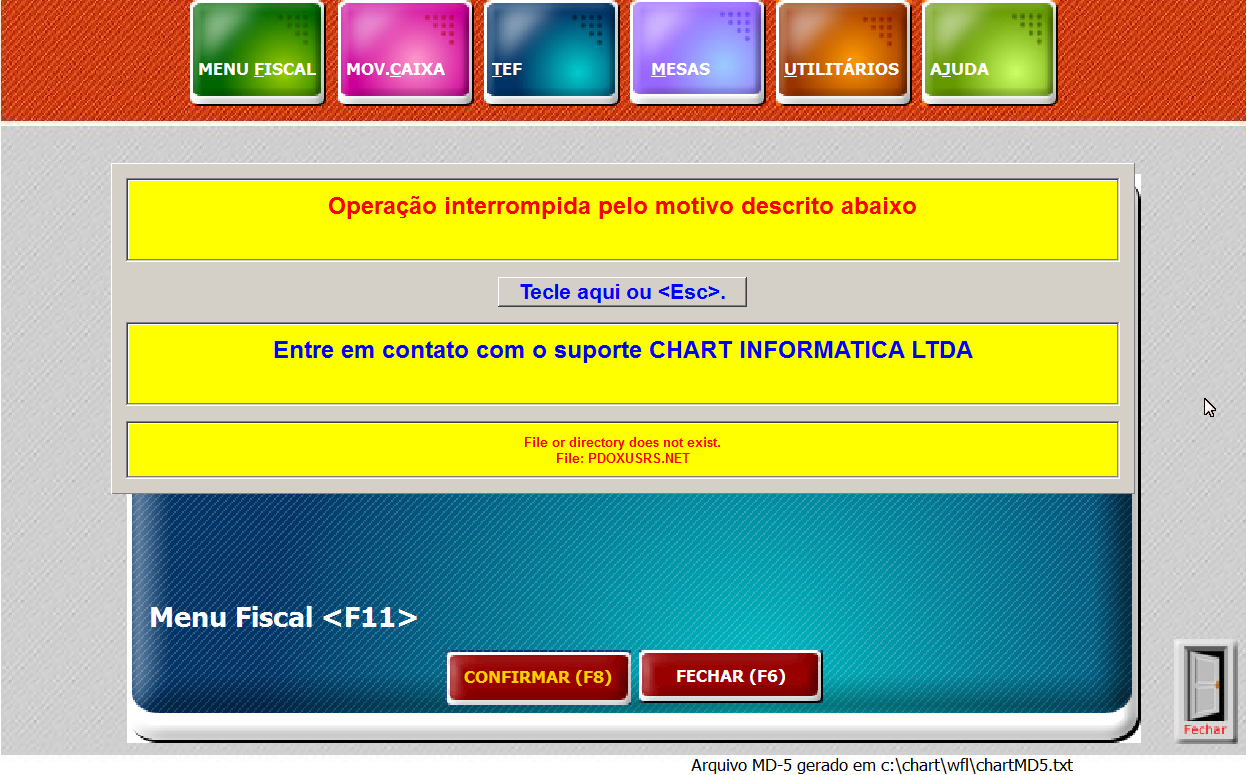 MENU FISCAL
MOV.CAIXA
TEF
MESAS
UTILITÁRIOS
AJUDA
Operação interrompida pelo motivo descrito abaixo
Tecle aqui ou <Esc>.
Entre em contato com o suporte CHART INFORMATICA LTDA
File or directory does not exist.
File: PDOXUSRS.NET
Menu Fiscal <F11>
CONFIRMAR (F8)
FECHAR (F6)
Fechar
Arquivo MD-5 gerado em c:\chart\wfl\chartMD5.txt